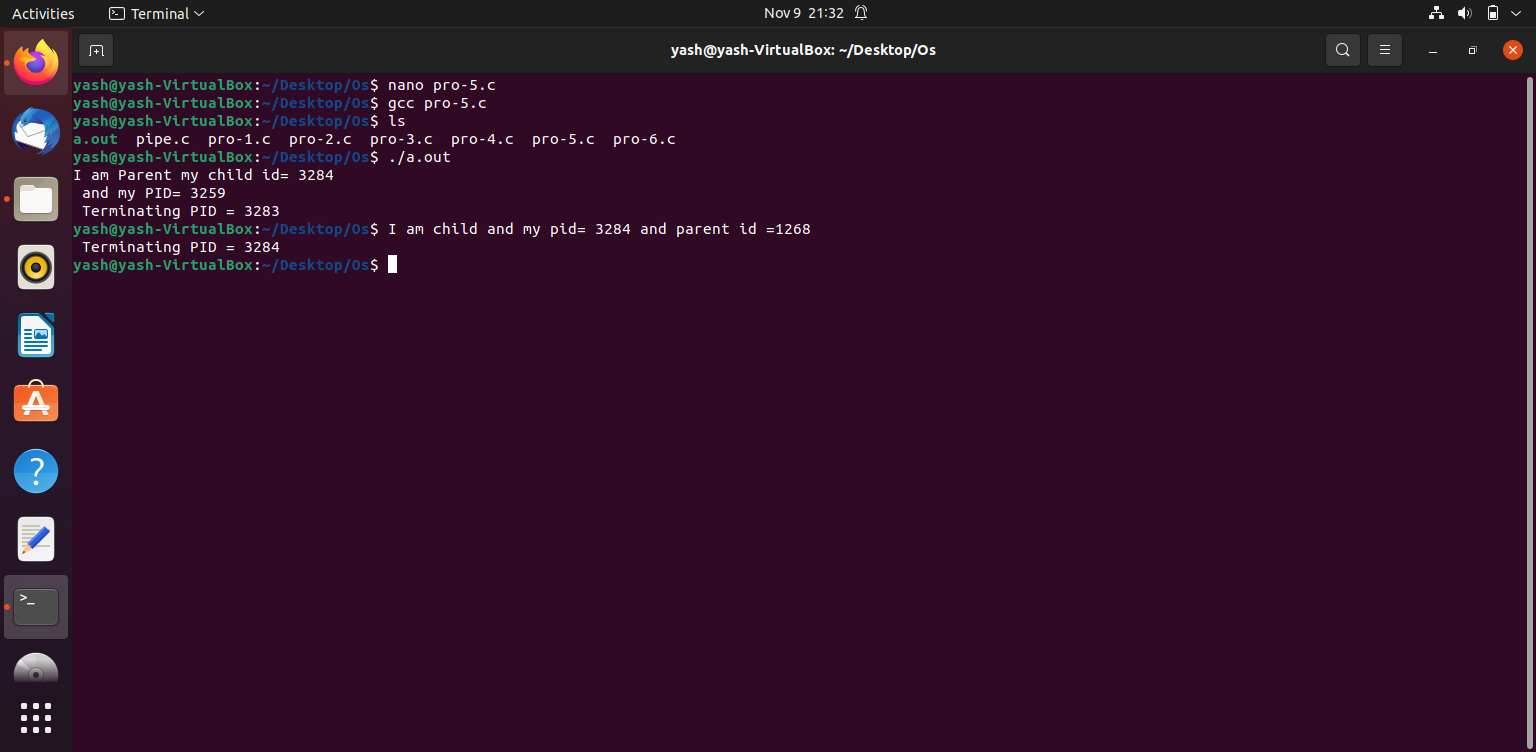 Activities Terminal Nov 9 21:32
yash@yash-VirtualBox: ~/Desktop/Os
yash@yash-VirtualBox:~/Desktop/Os$ nano pro-5.c
yash@yash-VirtualBox:~/Desktop/Os$ gcc pro-5.c
yash@yash-VirtualBox:~/Desktop/Os$ ls
a.out  pipe.c  pro-1.c  pro-2.c  pro-3.c  pro-4.c  pro-5.c  pro-6.c
yash@yash-VirtualBox:~/Desktop/Os$ ./a.out
I am Parent my child id= 3284
 and my PID= 3259
 Terminating PID = 3283
yash@yash-VirtualBox:~/Desktop/Os$ I am child and my pid= 3284 and parent id =1268
 Terminating PID = 3284
yash@yash-VirtualBox:~/Desktop/Os$